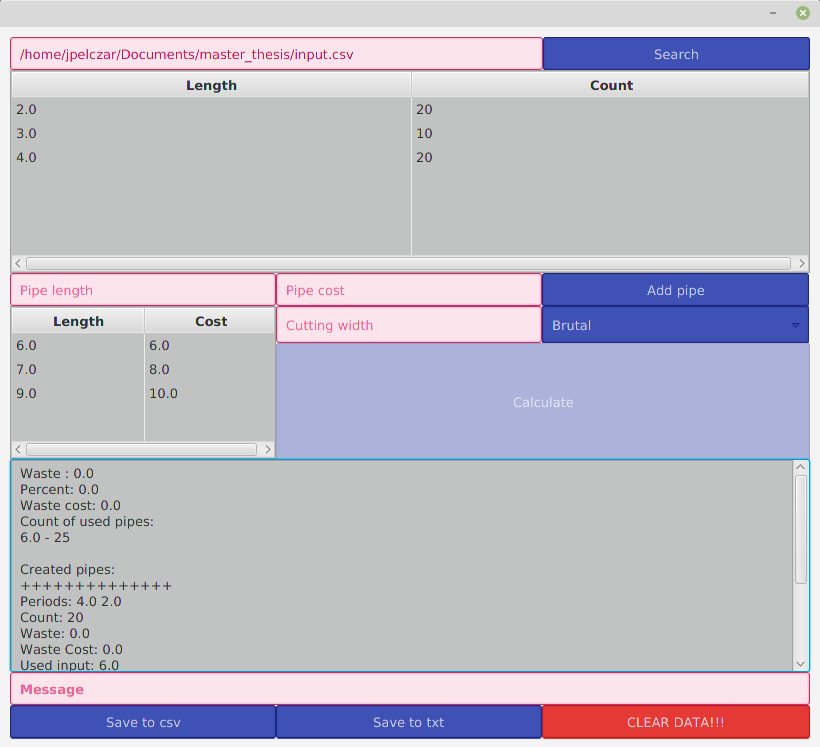 /home/jpelczar/Documents/master_thesis/input.csv Search
Length Count
2.0 20
3.0 10
4.0 20
Pipe length Pipe cost Add pipe
Length Cost Cutting width Brutal
6.0 6.0
7.0 8.0
9.0 10.0
Calculate
Waste : 0.0
Percent: 0.0
Waste cost: 0.0
Count of used pipes:
6.0 - 25
Created pipes:
++++++++++++++
Periods: 4.0 2.0
Count: 20
Waste: 0.0
Waste Cost: 0.0
Used input: 6.0
Message
Save to csv Save to txt CLEAR DATA!!!